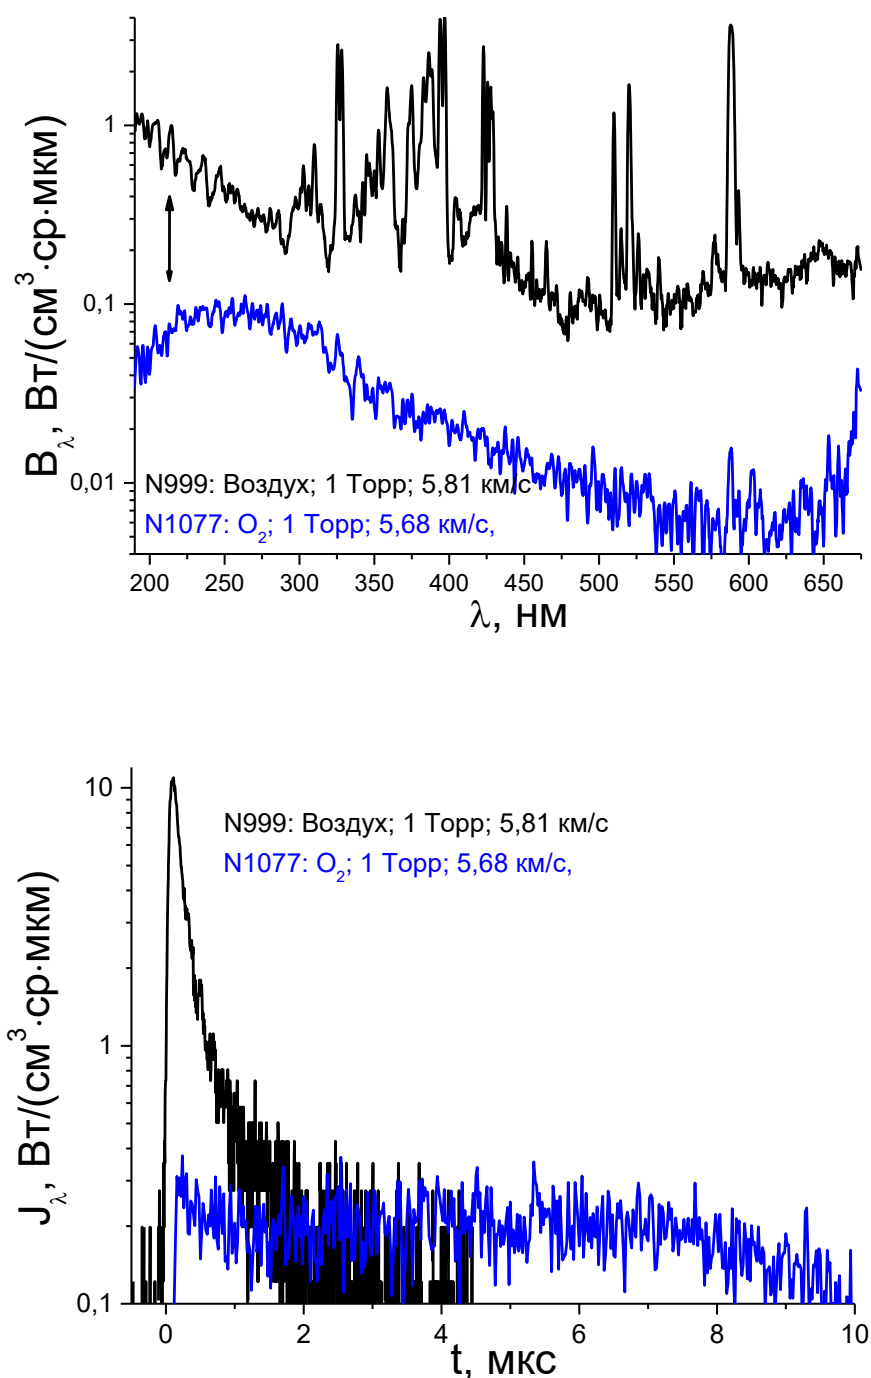 B_λ, Вт/(см³·ср·мкм)
1
0,1
0,01
N999: Воздух; 1 Торр; 5,81 км/с
N1077: O₂; 1 Торр; 5,68 км/с,
200 250 300 350 400 450 500 550 600 650
λ, нм
J_λ, Вт/(см³·ср·мкм)
10
1
0,1
N999: Воздух; 1 Торр; 5,81 км/с
N1077: O₂; 1 Торр; 5,68 км/с,
0 2 4 6 8 10
t, мкс